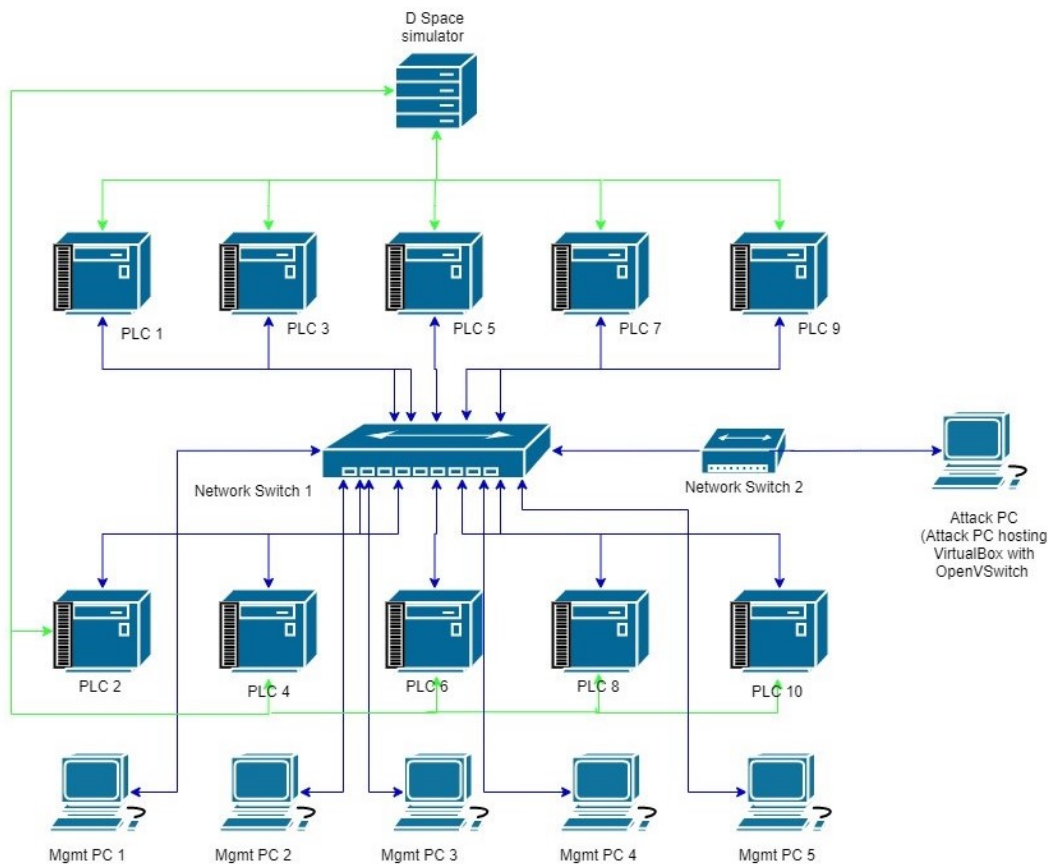 D Space
simulator
PLC 1
PLC 3
PLC 5
PLC 7
PLC 9
Network Switch 1
Network Switch 2
Attack PC
(Attack PC hosting
VirtualBox with
OpenVSwitch
PLC 2
PLC 4
PLC 6
PLC 8
PLC 10
Mgmt PC 1
Mgmt PC 2
Mgmt PC 3
Mgmt PC 4
Mgmt PC 5